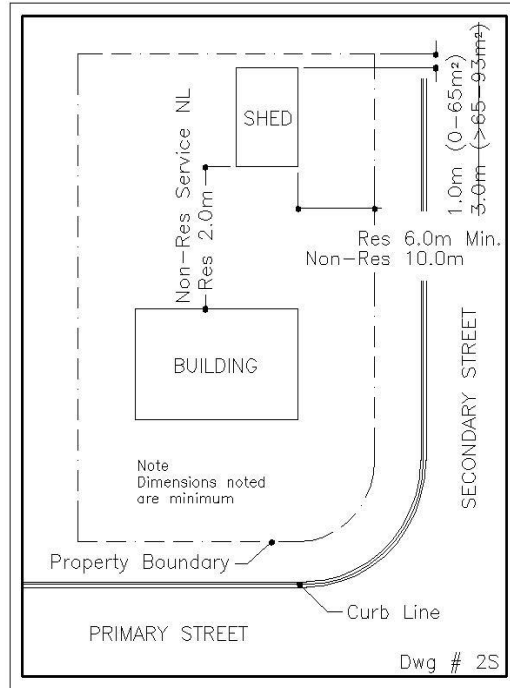 SHED
1.0m (0-65m²)
3.0m (>65-93m²)
Non-Res Service NL
Res 2.0m
Res 6.0m Min.
Non-Res 10.0m
BUILDING
SECONDARY STREET
Note
Dimensions noted
are minimum
Property Boundary
Curb Line
PRIMARY STREET
Dwg # 2S